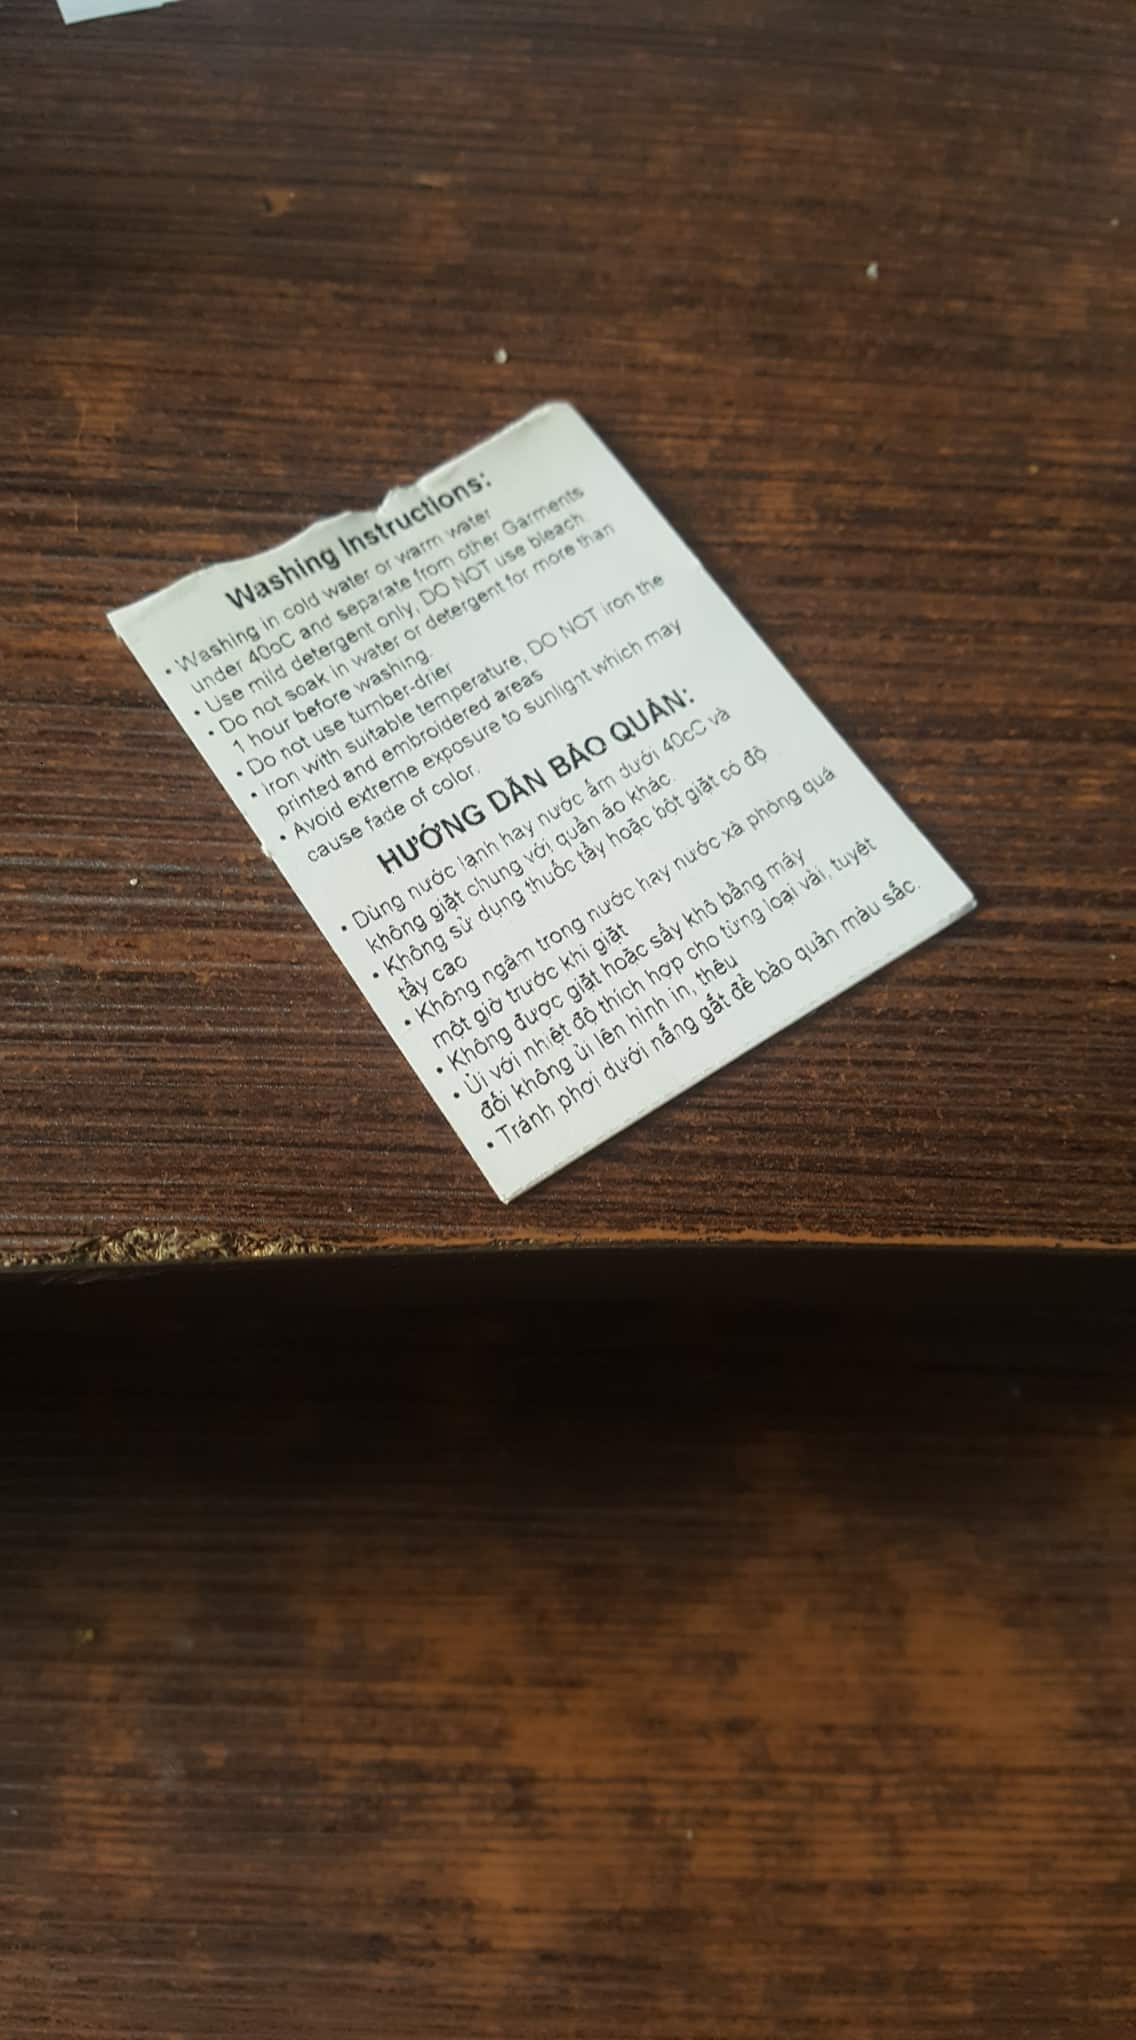 Washing Instructions:
• Washing in cold water or warm water
under 40oC and separate from other Garments
• Use mild detergent only, DO NOT use bleach.
• Do not soak in water or detergent for more than
1 hour before washing.
• Do not use tumber-drier
• Iron with suitable temperature, DO NOT iron the
printed and embroidered areas
• Avoid extreme exposure to sunlight which may
cause fade of color.
HƯỚNG DẪN BẢO QUẢN:
• Dùng nước lạnh hay nước ấm dưới 40oC và
không giặt chung với quần áo khác.
• Không sử dụng thuốc tẩy hoặc bột giặt có độ
tẩy cao
• Không ngâm trong nước hay nước xà phòng quá
một giờ trước khi giặt
• Không được giặt hoặc sấy khô bằng máy
• Ủi với nhiệt độ thích hợp cho từng loại vải, tuyệt
đối không ủi lên hình in, thêu
• Tránh phơi dưới nắng gắt để bảo quản màu sắc.